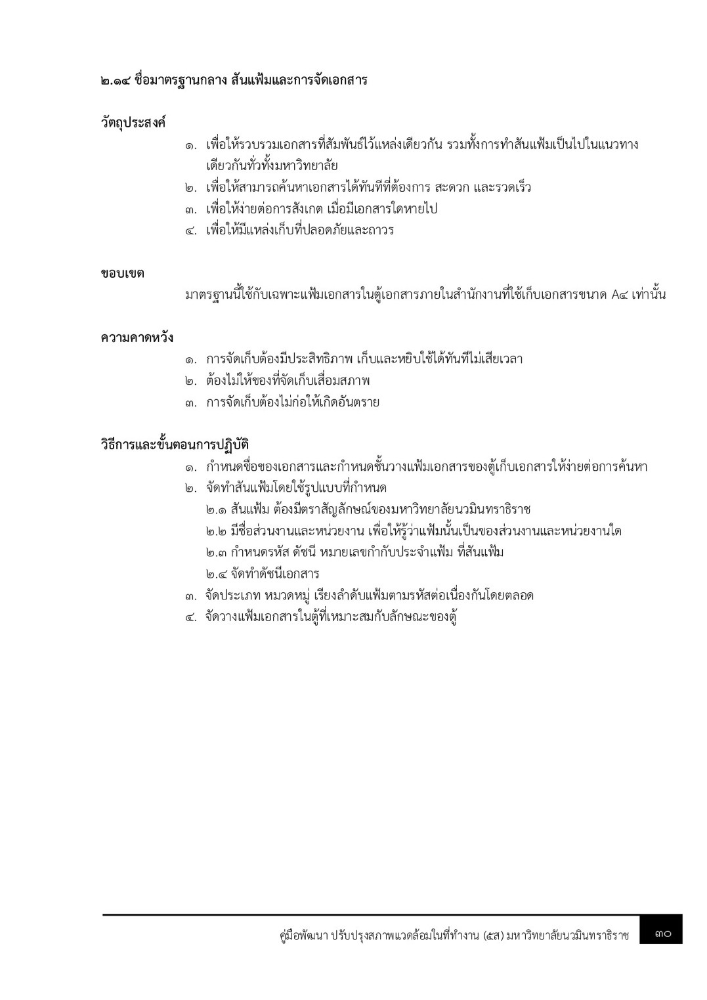 ๒.๑๔ ชื่อมาตรฐานกลาง สันแฟ้มและการจัดเอกสาร
วัตถุประสงค์
๑. เพื่อให้รวบรวมเอกสารที่สัมพันธ์ไว้แหล่งเดียวกัน รวมทั้งการทำสันแฟ้มเป็นไปในแนวทาง
เดียวกันทั่วทั้งมหาวิทยาลัย
๒. เพื่อให้สามารถค้นหาเอกสารได้ทันทีที่ต้องการ สะดวก และรวดเร็ว
๓. เพื่อให้ง่ายต่อการสังเกต เมื่อมีเอกสารใดหายไป
๔. เพื่อให้มีแหล่งเก็บที่ปลอดภัยและถาวร
ขอบเขต
มาตรฐานนี้ใช้กับเฉพาะแฟ้มเอกสารในตู้เอกสารภายในสำนักงานที่ใช้เก็บเอกสารขนาด A๔ เท่านั้น
ความคาดหวัง
๑. การจัดเก็บต้องมีประสิทธิภาพ เก็บและหยิบใช้ได้ทันทีไม่เสียเวลา
๒. ต้องไม่ให้ของที่จัดเก็บเสื่อมสภาพ
๓. การจัดเก็บต้องไม่ก่อให้เกิดอันตราย
วิธีการและขั้นตอนการปฏิบัติ
๑. กำหนดชื่อของเอกสารและกำหนดชั้นวางแฟ้มเอกสารของตู้เก็บเอกสารให้ง่ายต่อการค้นหา
๒. จัดทำสันแฟ้มโดยใช้รูปแบบที่กำหนด
๒.๑ สันแฟ้ม ต้องมีตราสัญลักษณ์ของมหาวิทยาลัยนวมินทราธิราช
๒.๒ มีชื่อส่วนงานและหน่วยงาน เพื่อให้รู้ว่าแฟ้มนั้นเป็นของส่วนงานและหน่วยงานใด
๒.๓ กำหนดรหัส ดัชนี หมายเลขกำกับประจำแฟ้ม ที่สันแฟ้ม
๒.๔ จัดทำดัชนีเอกสาร
๓. จัดประเภท หมวดหมู่ เรียงลำดับแฟ้มตามรหัสต่อเนื่องกันโดยตลอด
๔. จัดวางแฟ้มเอกสารในตู้ที่เหมาะสมกับลักษณะของตู้
คู่มือพัฒนา ปรับปรุงสภาพแวดล้อมในที่ทำงาน (๕ส) มหาวิทยาลัยนวมินทราธิราช ๓๐